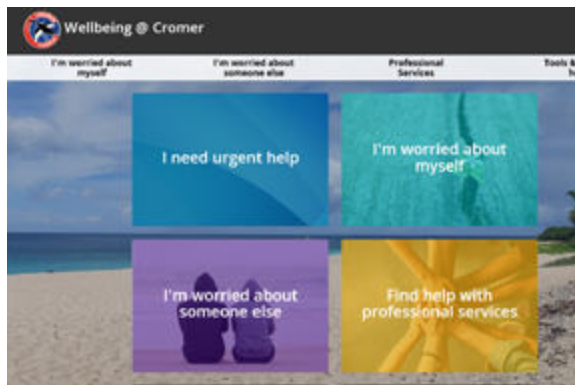 Wellbeing @ Cromer
I'm worried about
myself
I'm worried about
someone else
Professional
Services
Tools &
I need urgent help
I'm worried about
myself
I'm worried about
someone else
Find help with
professional services